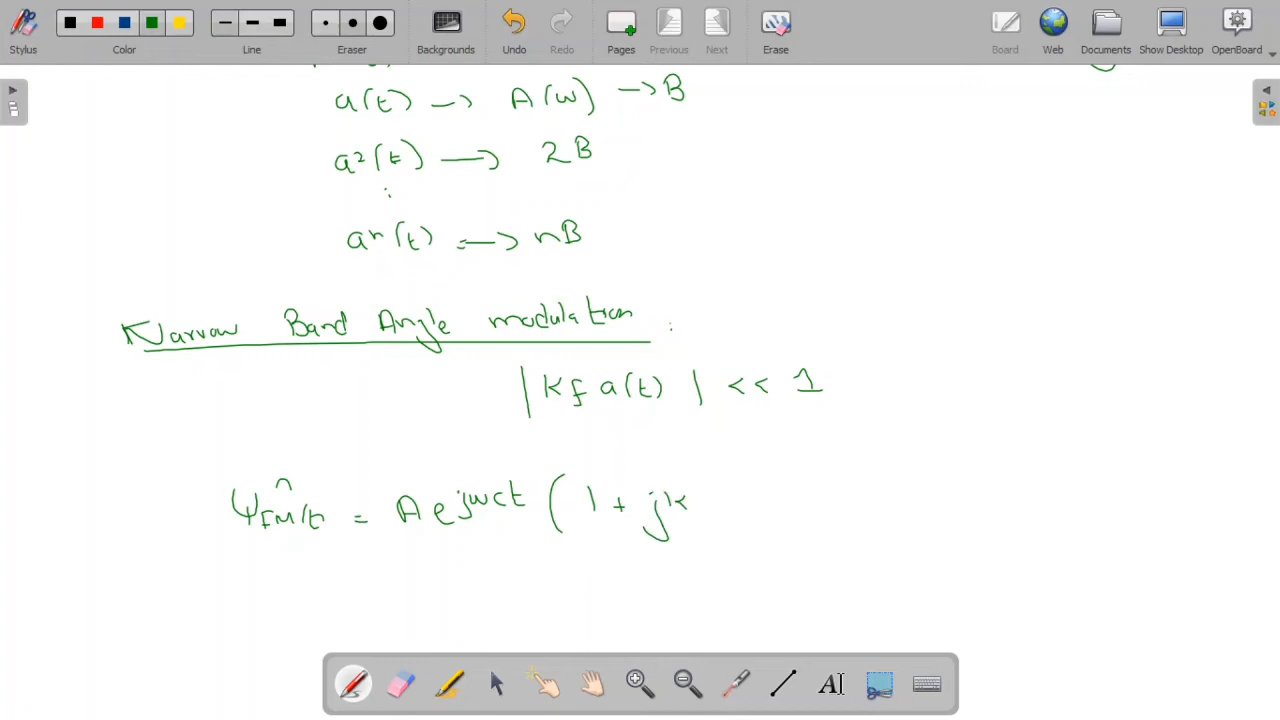 Stylus Color Line Eraser Backgrounds Undo Redo Pages Previous Next Erase Board Web Documents Show Desktop OpenBoard
a(t) → A(w) → B
a²(t) → 2B
:
aⁿ(t) → nB
Narrow Band Angle modulation :
|kf a(t)| << 1
ψ̂FM(t = A e^jwct ( 1 + jk